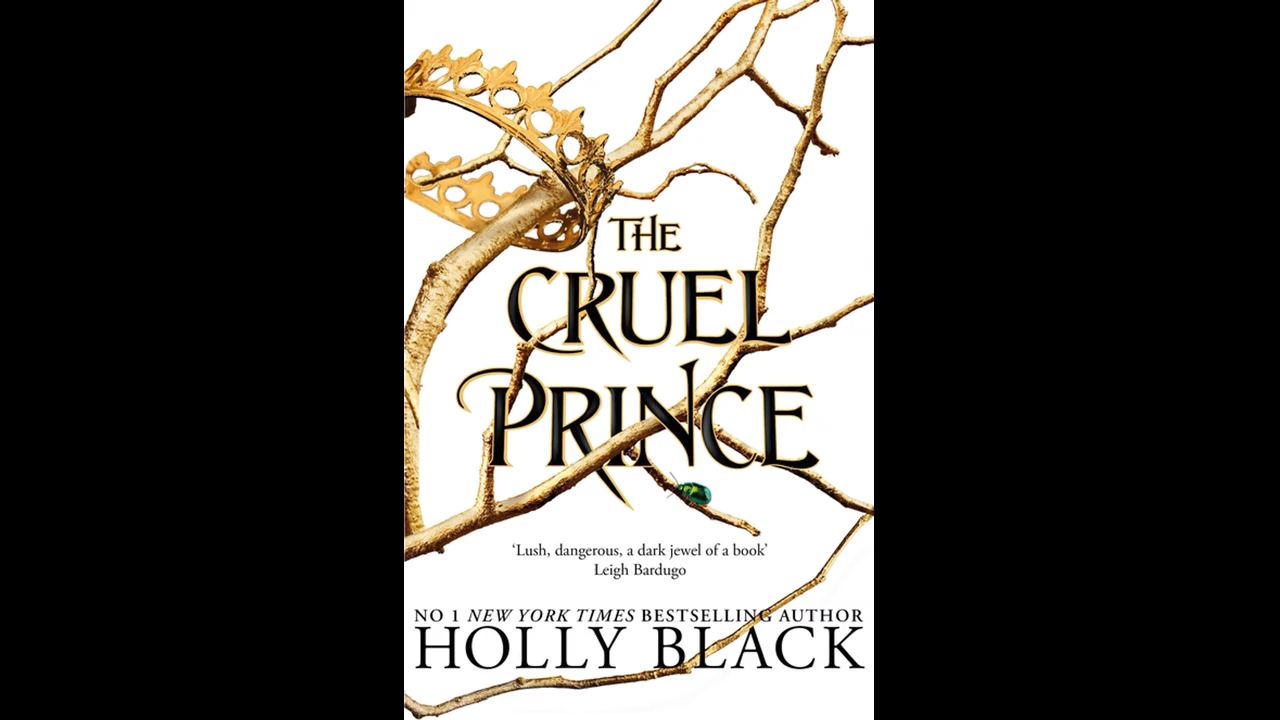 THE
CRUEL
PRINCE
‘Lush, dangerous, a dark jewel of a book’
Leigh Bardugo
NO 1 NEW YORK TIMES BESTSELLING AUTHOR
HOLLY BLACK